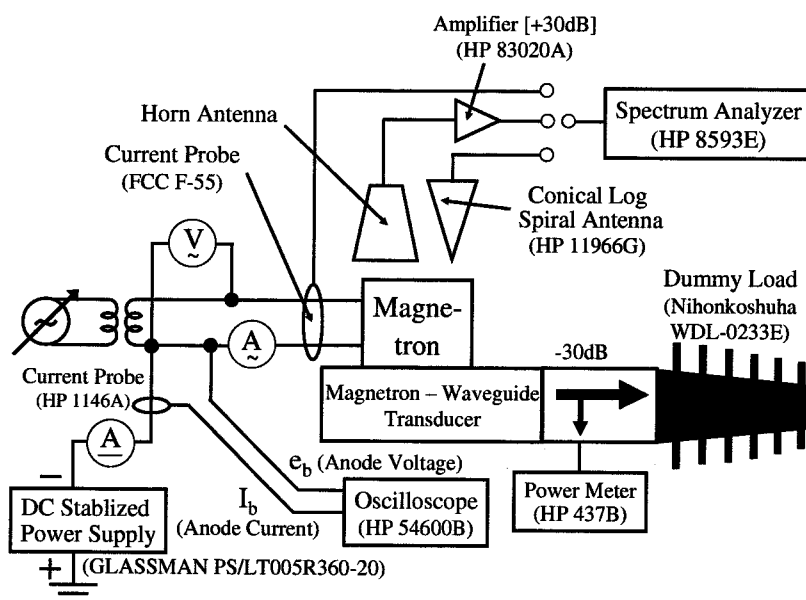 Amplifier [+30dB]
(HP 83020A)
Horn Antenna
Spectrum Analyzer
(HP 8593E)
Current Probe
(FCC F-55)
Conical Log
Spiral Antenna
(HP 11966G)
V
~
Dummy Load
(Nihonkoshuha
WDL-0233E)
~
Magne-
tron
A
~
-30dB
Current Probe
(HP 1146A)
Magnetron – Waveguide
Transducer
A
eb (Anode Voltage)
–
Ib
(Anode Current)
DC Stablized
Power Supply
Oscilloscope
(HP 54600B)
Power Meter
(HP 437B)
+
(GLASSMAN PS/LT005R360-20)